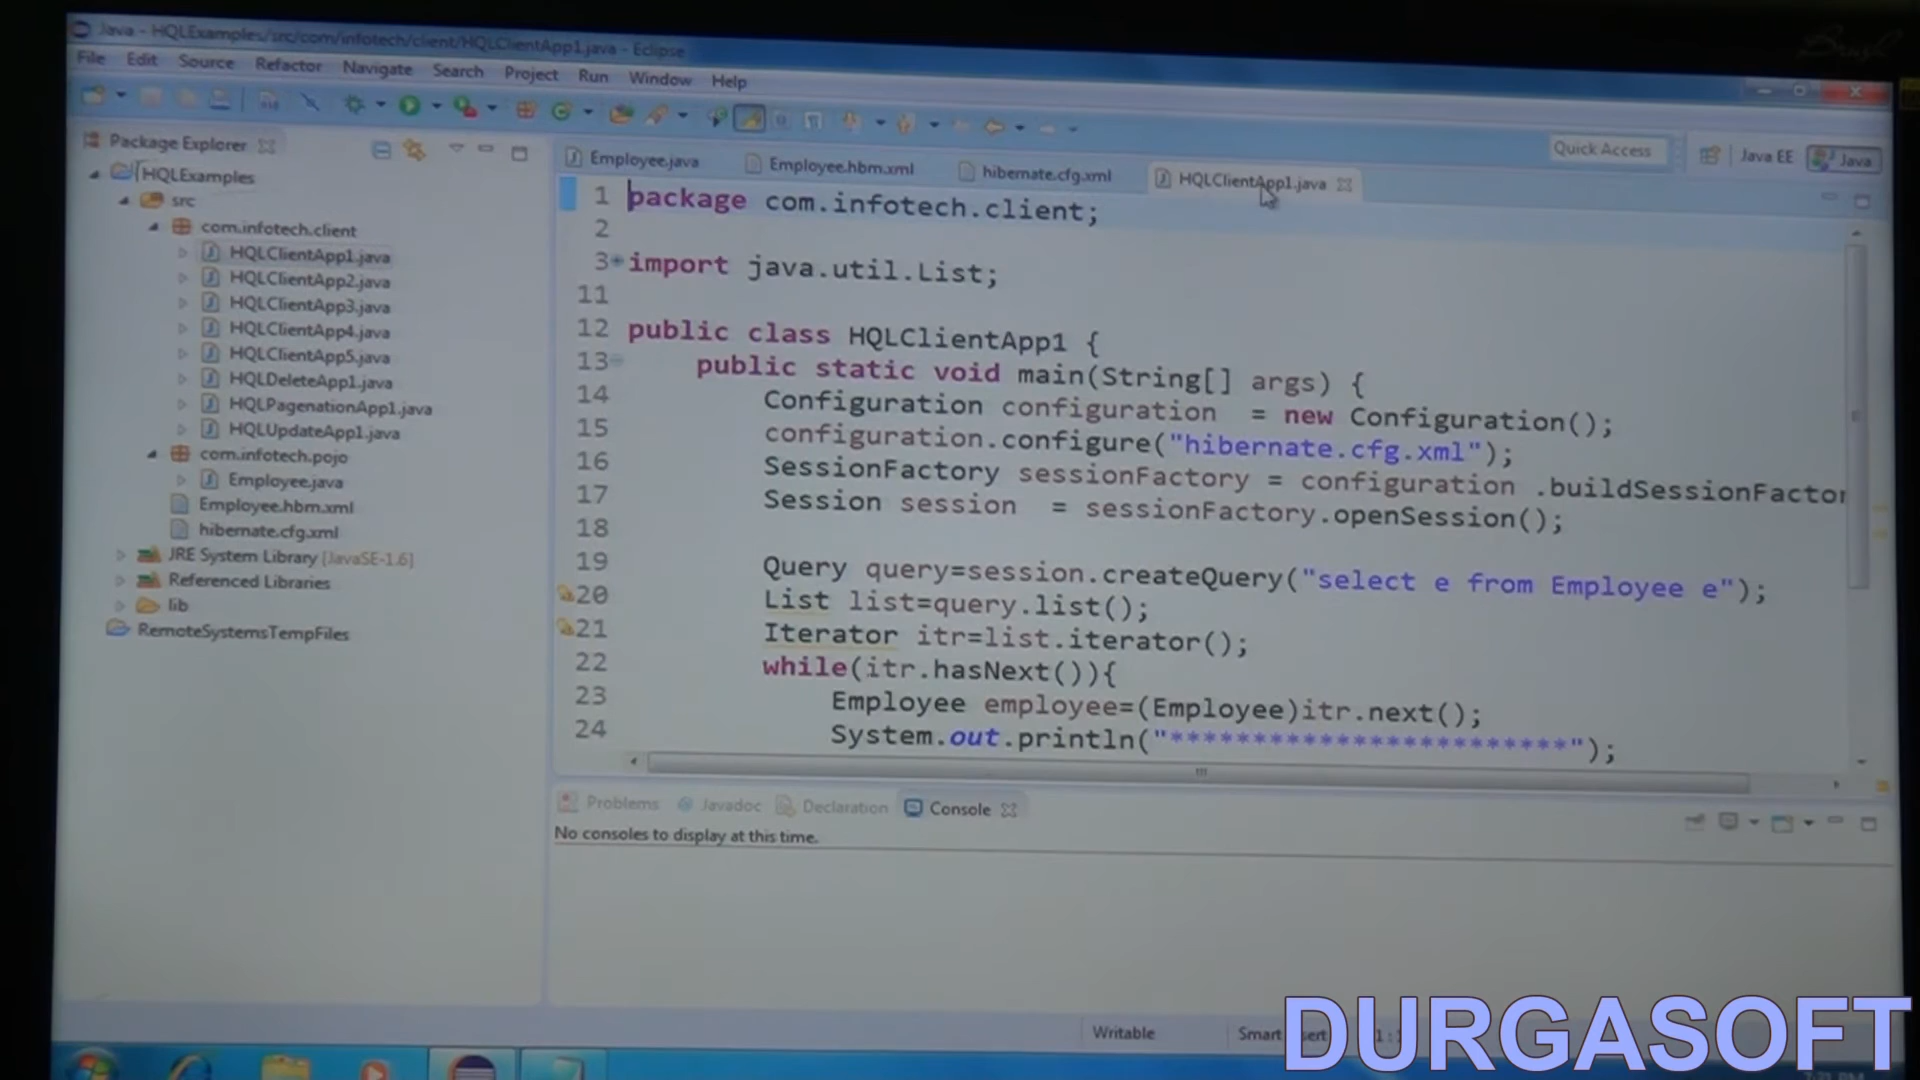 Java - HQLExamples/src/com/infotech/client/HQLClientApp1.java - Eclipse
File Edit Source Refactor Navigate Search Project Run Window Help
Quick Access
Java EE
Java
Package Explorer
HQLExamples
src
com.infotech.client
HQLClientApp1.java
HQLClientApp2.java
HQLClientApp3.java
HQLClientApp4.java
HQLClientApp5.java
HQLDeleteApp1.java
HQLPagenationApp1.java
HQLUpdateApp1.java
com.infotech.pojo
Employee.java
Employee.hbm.xml
hibernate.cfg.xml
JRE System Library [JavaSE-1.6]
Referenced Libraries
lib
RemoteSystemsTempFiles
Employee.java Employee.hbm.xml hibernate.cfg.xml HQLClientApp1.java
1 package com.infotech.client;
2
3 import java.util.List;
11
12 public class HQLClientApp1 {
13 public static void main(String[] args) {
14 Configuration configuration = new Configuration();
15 configuration.configure("hibernate.cfg.xml");
16 SessionFactory sessionFactory = configuration .buildSessionFactor
17 Session session = sessionFactory.openSession();
18
19 Query query=session.createQuery("select e from Employee e");
20 List list=query.list();
21 Iterator itr=list.iterator();
22 while(itr.hasNext()){
23 Employee employee=(Employee)itr.next();
24 System.out.println("************************");
Problems Javadoc Declaration Console
No consoles to display at this time.
Writable
Smart
DURGASOFT